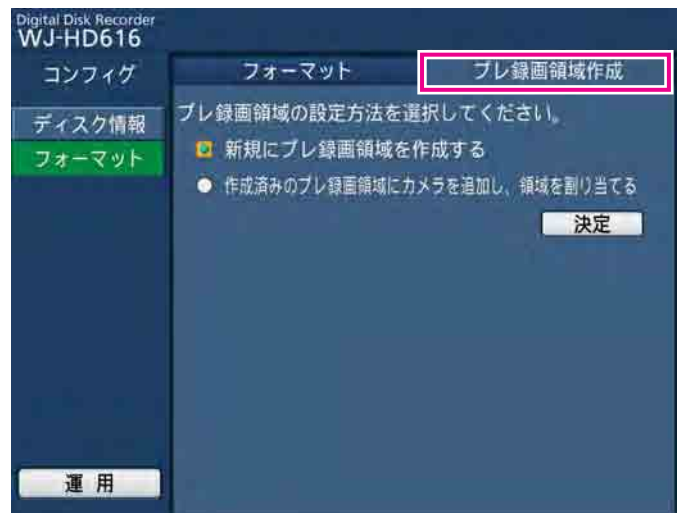 Digital Disk Recorder
WJ-HD616
コンフィグ
フォーマット
プレ録画領域作成
ディスク情報
フォーマット
プレ録画領域の設定方法を選択してください。
新規にプレ録画領域を作成する
作成済みのプレ録画領域にカメラを追加し、領域を割り当てる
決定
運用